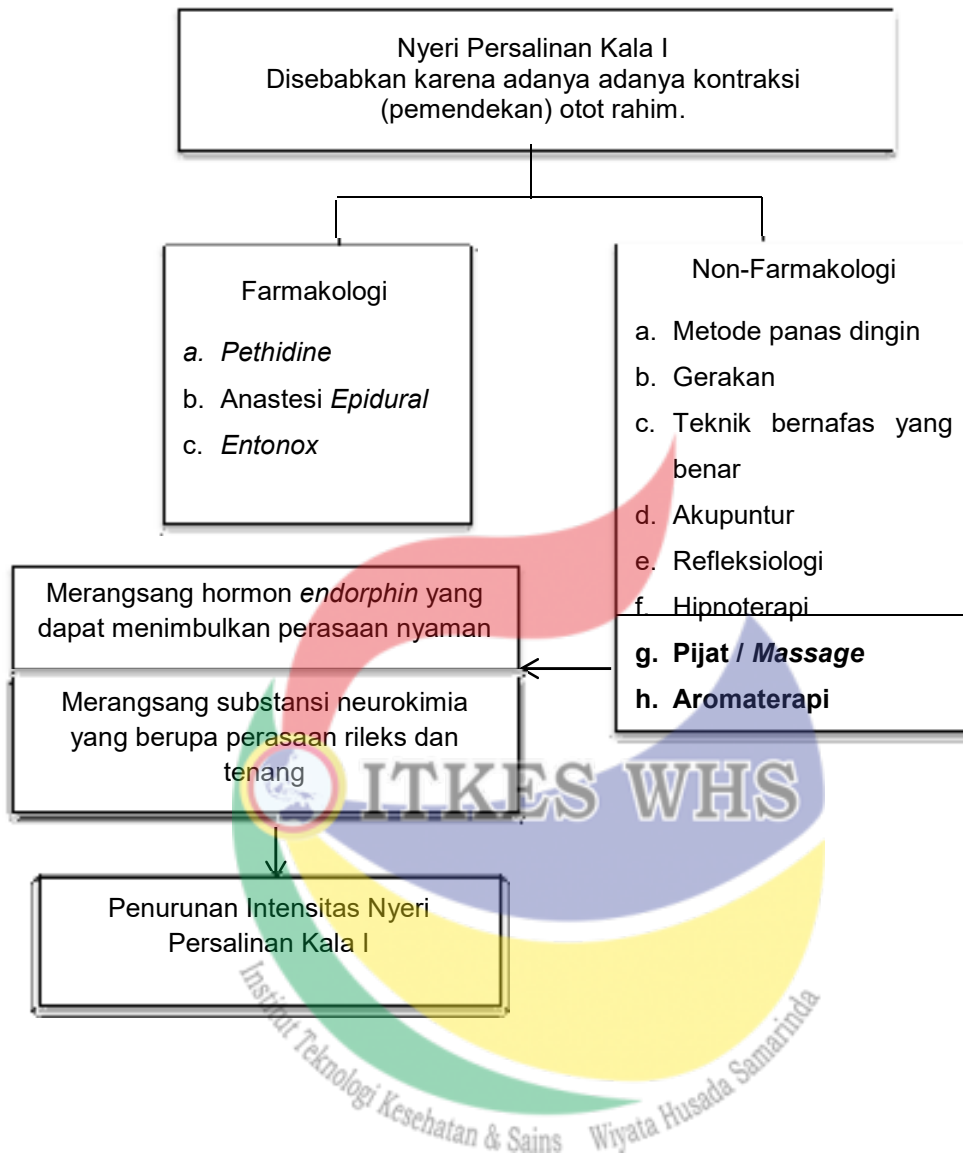 Nyeri Persalinan Kala I
Disebabkan karena adanya adanya kontraksi
(pemendekan) otot rahim.
Farmakologi
a. Pethidine
b. Anastesi Epidural
c. Entonox
Non-Farmakologi
a. Metode panas dingin
b. Gerakan
c. Teknik bernafas yang
benar
d. Akupuntur
e. Refleksiologi
f. Hipnoterapi
g. Pijat / Massage
h. Aromaterapi
Merangsang hormon endorphin yang
dapat menimbulkan perasaan nyaman
Merangsang substansi neurokimia
yang berupa perasaan rileks dan
tenang
ITKES WHS
Penurunan Intensitas Nyeri
Persalinan Kala I
Institut Teknologi Kesehatan & Sains Wiyata Husada Samarinda